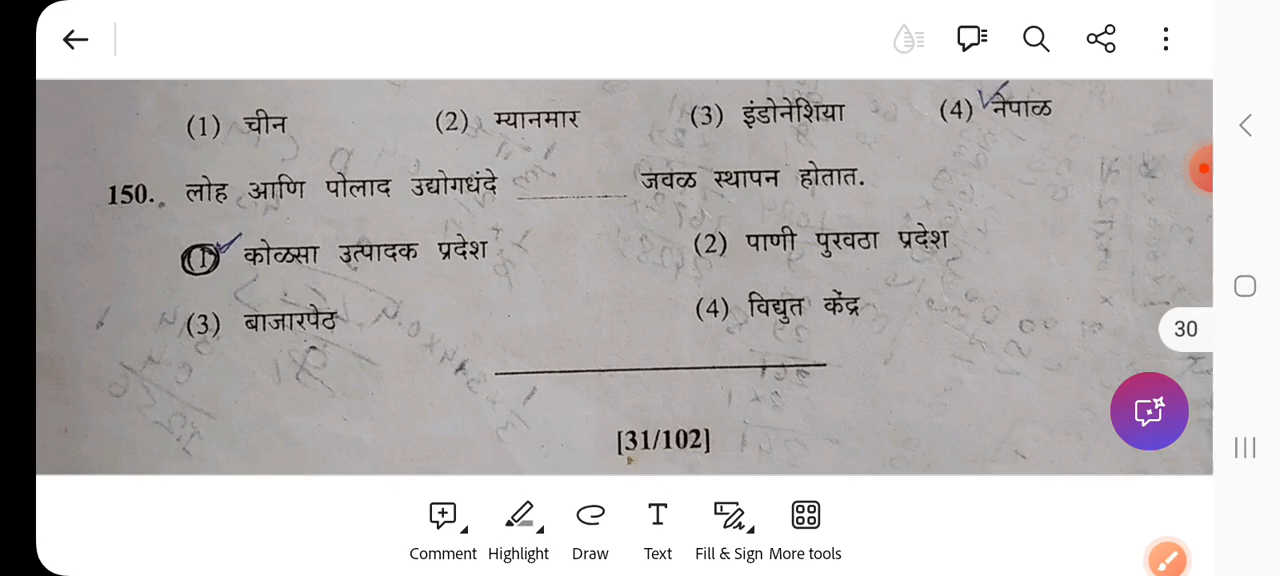 (1) चीन (2) म्यानमार (3) इंडोनेशिया (4) नेपाळ
150. लोह आणि पोलाद उद्योगधंदे ________ जवळ स्थापन होतात.
(1) कोळसा उत्पादक प्रदेश (2) पाणी पुरवठा प्रदेश
(3) बाजारपेठ (4) विद्युत केंद्र
30
[31/102]
Comment Highlight Draw Text Fill & Sign More tools